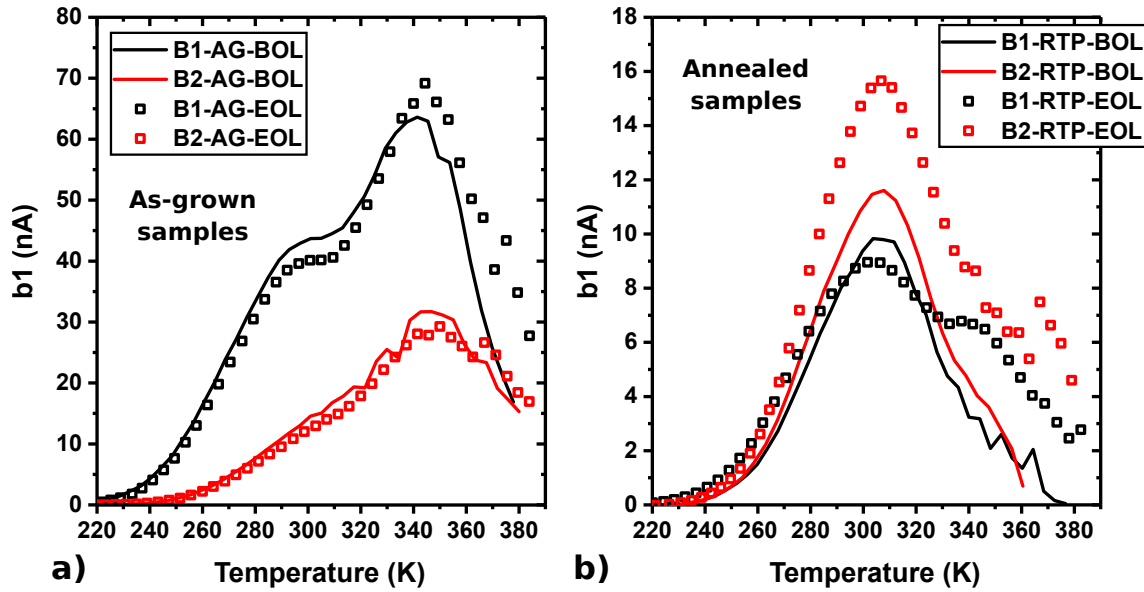 80
70
60
50
40
30
20
10
0
b1 (nA)
B1-AG-BOL
B2-AG-BOL
B1-AG-EOL
B2-AG-EOL
As-grown
samples
220 240 260 280 300 320 340 360 380
a)
Temperature (K)
18
16
14
12
10
8
6
4
2
0
b1 (nA)
Annealed
samples
B1-RTP-BOL
B2-RTP-BOL
B1-RTP-EOL
B2-RTP-EOL
220 240 260 280 300 320 340 360 380
b)
Temperature (K)